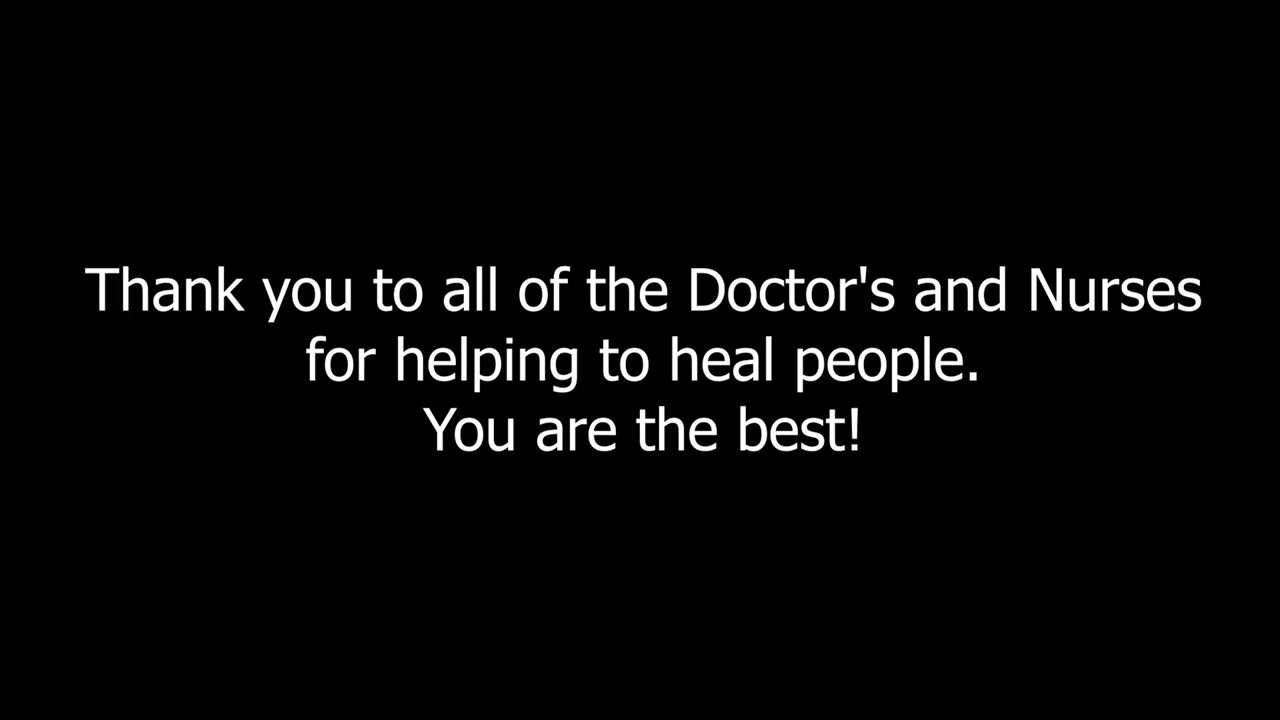 Thank you to all of the Doctor's and Nurses
for helping to heal people.
You are the best!